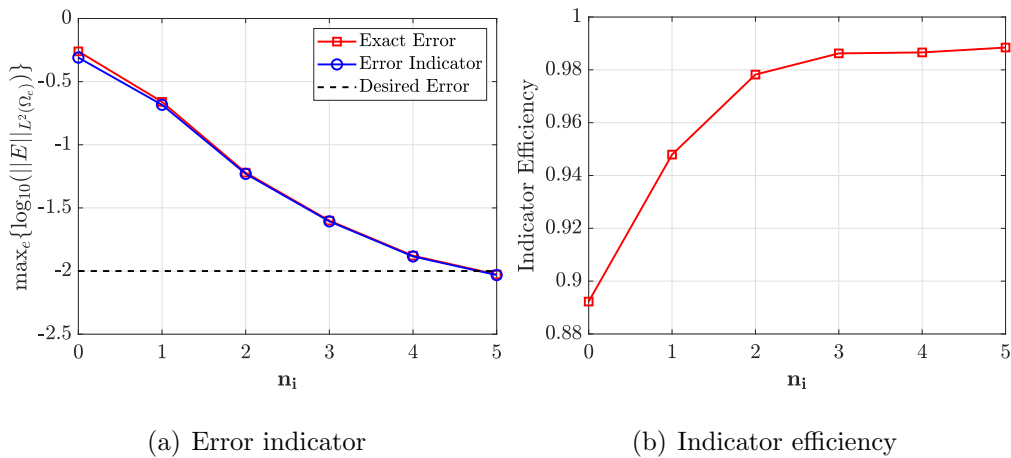 0
-0.5
-1
-1.5
-2
-2.5
max_e{log_10(||E||_{L^2(Ω_e)})}
Exact Error
Error Indicator
Desired Error
0 1 2 3 4 5
n_i
(a) Error indicator
1
0.98
0.96
0.94
0.92
0.9
0.88
Indicator Efficiency
0 1 2 3 4 5
n_i
(b) Indicator efficiency